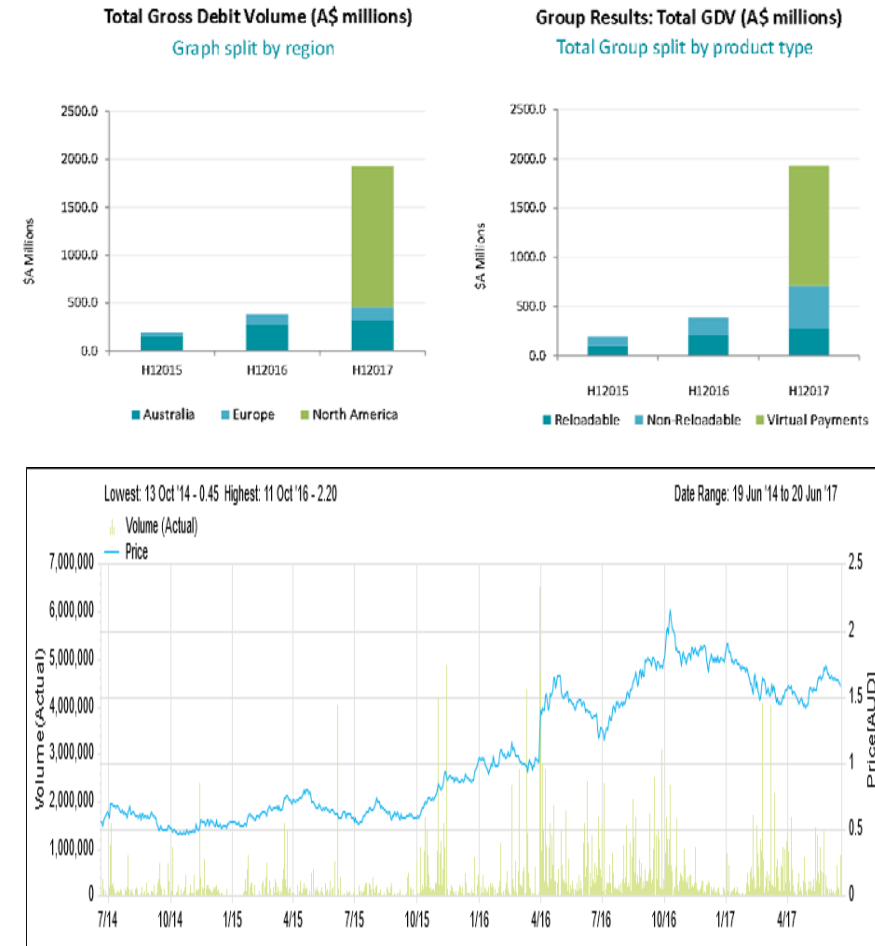 Total Gross Debit Volume (A$ millions)
Graph split by region
2500.0
2000.0
1500.0
1000.0
500.0
0.0
$A Millions
H12015 H12016 H12017
Australia Europe North America
Group Results: Total GDV (A$ millions)
Total Group split by product type
2500.0
2000.0
1500.0
1000.0
500.0
0.0
$A Millions
H12015 H12016 H12017
Reloadable Non-Reloadable Virtual Payments
Lowest: 13 Oct '14 - 0.45 Highest: 11 Oct '16 - 2.20
Date Range: 19 Jun '14 to 20 Jun '17
Volume (Actual)
Price
7,000,000
6,000,000
5,000,000
4,000,000
3,000,000
2,000,000
1,000,000
0
Volume(Actual)
2.5
2
1.5
1
0.5
0
Price[AUD]
7/14 10/14 1/15 4/15 7/15 10/15 1/16 4/16 7/16 10/16 1/17 4/17